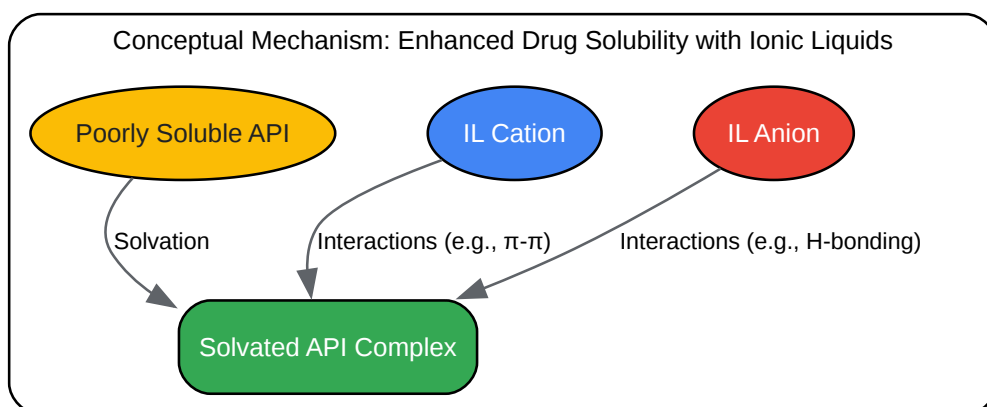 Conceptual Mechanism: Enhanced Drug Solubility with Ionic Liquids
Poorly Soluble API
IL Cation
IL Anion
Solvation
Interactions (e.g., π-π)
Interactions (e.g., H-bonding)
Solvated API Complex